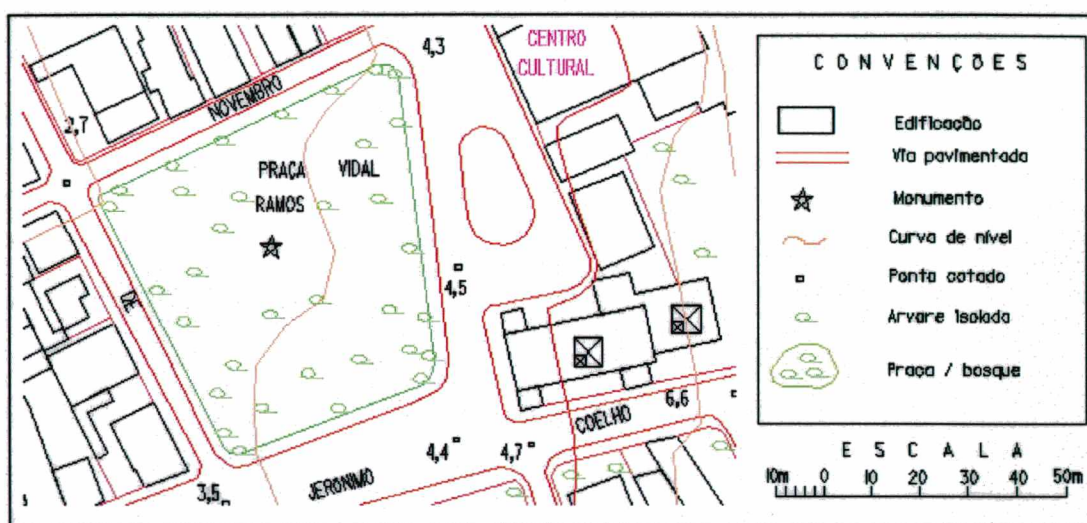 4,3
CENTRO
CULTURAL
NOVEMBRO
2,7
PRAÇA VIDAL
RAMOS
DE
4,5
6,6
COELHO
4,4
4,7
JERONIMO
3,5
CONVENÇÕES
Edificação
Via pavimentada
Monumento
Curva de nível
Ponto cotado
Arvore Isolada
Praça / bosque
ESCALA
10m 0 10 20 30 40 50m